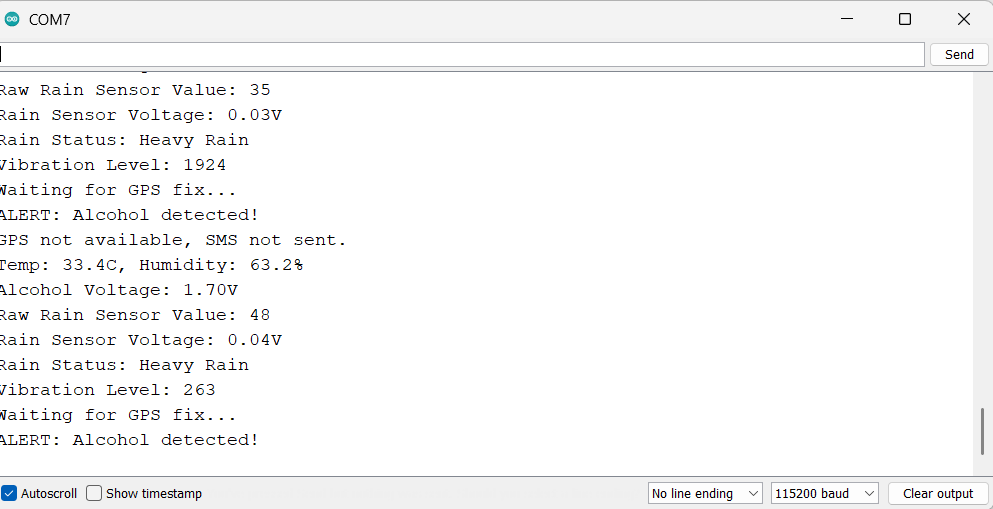 COM7
Send
Raw Rain Sensor Value: 35
Rain Sensor Voltage: 0.03V
Rain Status: Heavy Rain
Vibration Level: 1924
Waiting for GPS fix...
ALERT: Alcohol detected!
GPS not available, SMS not sent.
Temp: 33.4C, Humidity: 63.2%
Alcohol Voltage: 1.70V
Raw Rain Sensor Value: 48
Rain Sensor Voltage: 0.04V
Rain Status: Heavy Rain
Vibration Level: 263
Waiting for GPS fix...
ALERT: Alcohol detected!
Autoscroll Show timestamp No line ending 115200 baud Clear output